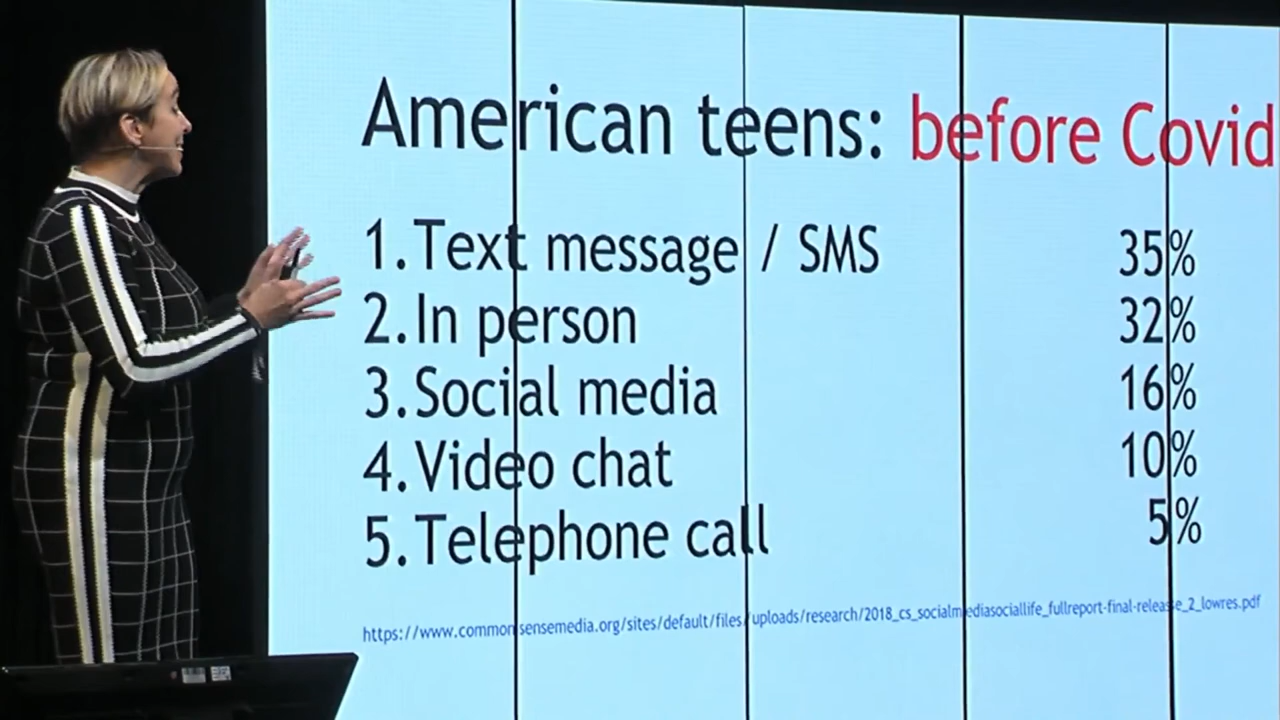 American teens: before Covid
1. Text message / SMS 35%
2. In person 32%
3. Social media 16%
4. Video chat 10%
5. Telephone call 5%
https://www.commonsensemedia.org/sites/default/files/uploads/research/2018_cs_socialmediasociallife_fullreport-final-release_2_lowres.pdf